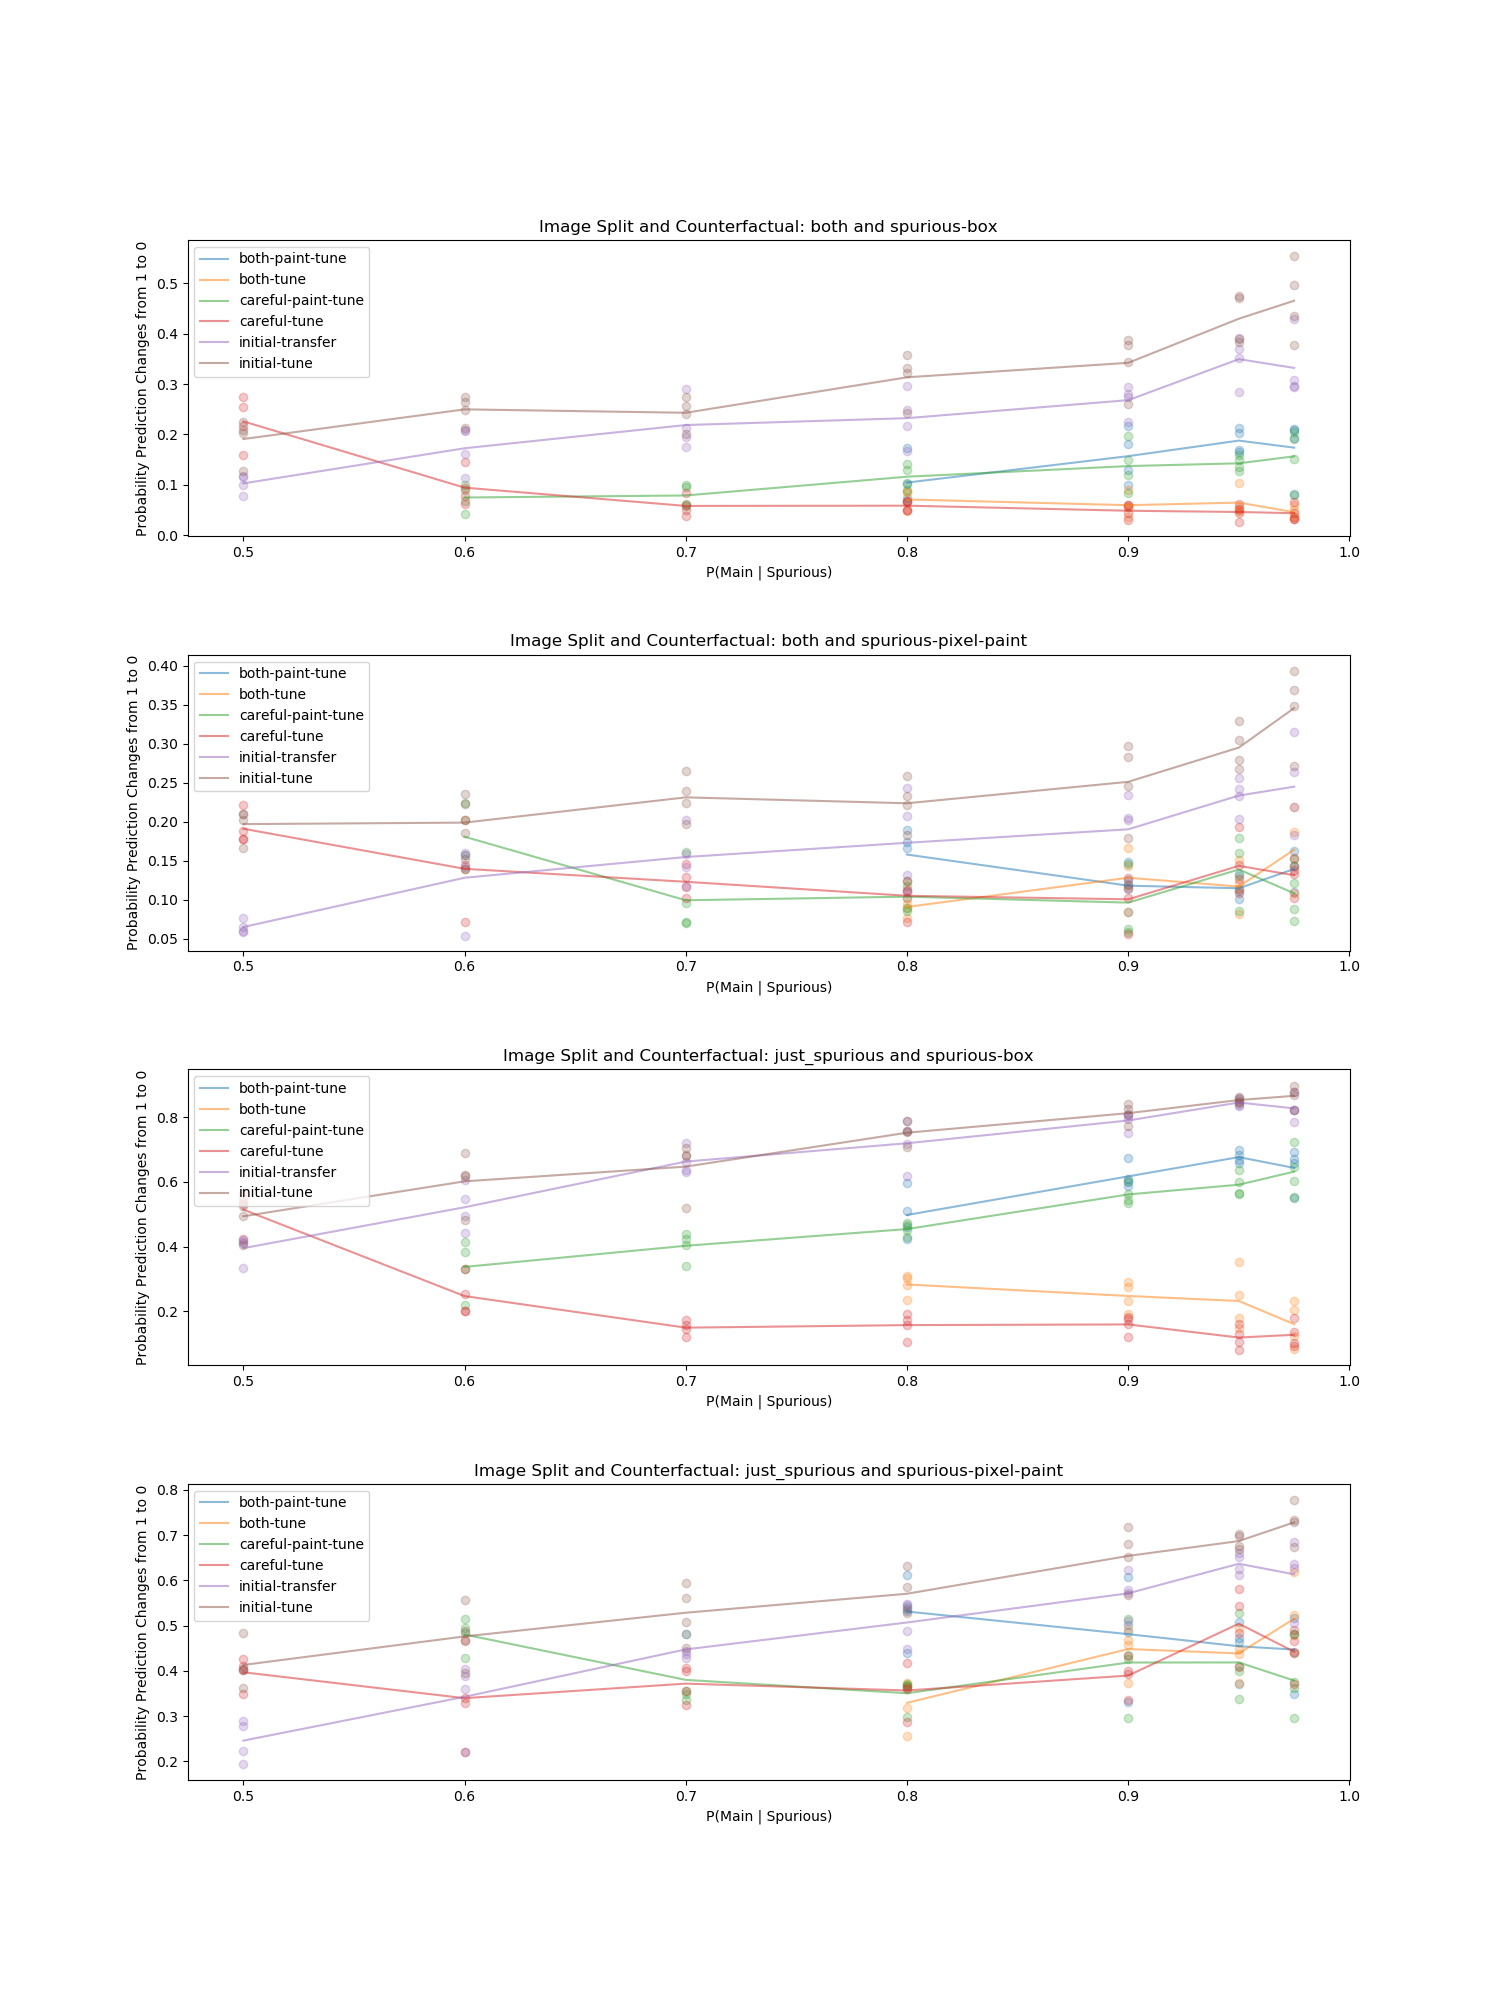 Image Split and Counterfactual: both and spurious-box
Probability Prediction Changes from 1 to 0
both-paint-tune
both-tune
careful-paint-tune
careful-tune
initial-transfer
initial-tune
0.5
0.4
0.3
0.2
0.1
0.0
0.5 0.6 0.7 0.8 0.9 1.0
P(Main | Spurious)
Image Split and Counterfactual: both and spurious-pixel-paint
Probability Prediction Changes from 1 to 0
both-paint-tune
both-tune
careful-paint-tune
careful-tune
initial-transfer
initial-tune
0.40
0.35
0.30
0.25
0.20
0.15
0.10
0.05
0.5 0.6 0.7 0.8 0.9 1.0
P(Main | Spurious)
Image Split and Counterfactual: just_spurious and spurious-box
Probability Prediction Changes from 1 to 0
both-paint-tune
both-tune
careful-paint-tune
careful-tune
initial-transfer
initial-tune
0.8
0.6
0.4
0.2
0.5 0.6 0.7 0.8 0.9 1.0
P(Main | Spurious)
Image Split and Counterfactual: just_spurious and spurious-pixel-paint
Probability Prediction Changes from 1 to 0
both-paint-tune
both-tune
careful-paint-tune
careful-tune
initial-transfer
initial-tune
0.8
0.7
0.6
0.5
0.4
0.3
0.2
0.5 0.6 0.7 0.8 0.9 1.0
P(Main | Spurious)